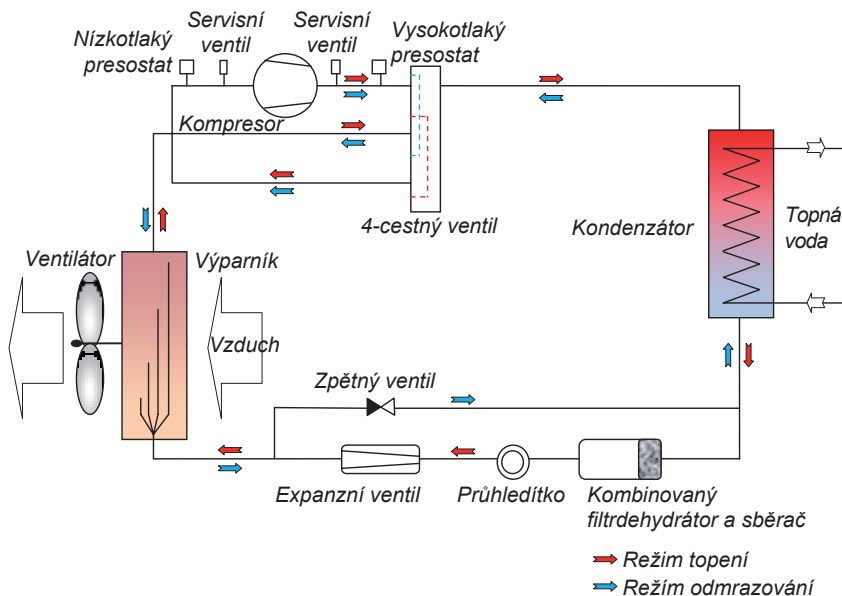 Servisní
ventil
Servisní
ventil
Nízkotlaký
presostat
Vysokotlaký
presostat
Kompresor
4-cestný ventil
Kondenzátor
Topná
voda
Ventilátor
Výparník
Vzduch
Zpětný ventil
Expanzní ventil
Průhledítko
Kombinovaný
filtrdehydrátor a sběrač
Režim topení
Režím odmrazování